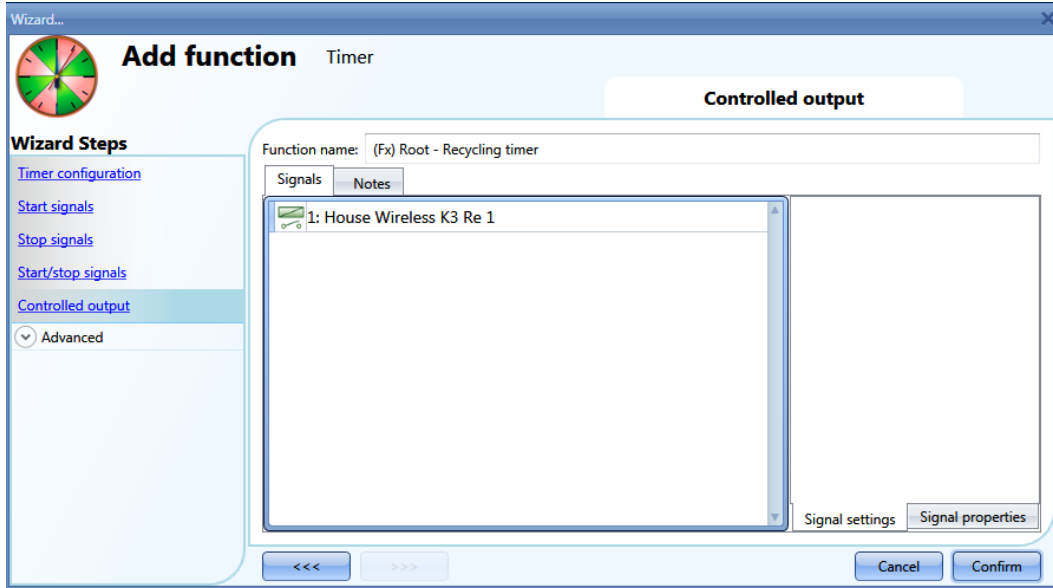 Wizard...
Add function Timer
Controlled output
Wizard Steps
Timer configuration
Start signals
Stop signals
Start/stop signals
Controlled output
Advanced
Function name: (Fx) Root - Recycling timer
Signals Notes
1: House Wireless K3 Re 1
Signal settings Signal properties
<<< >>> Cancel Confirm